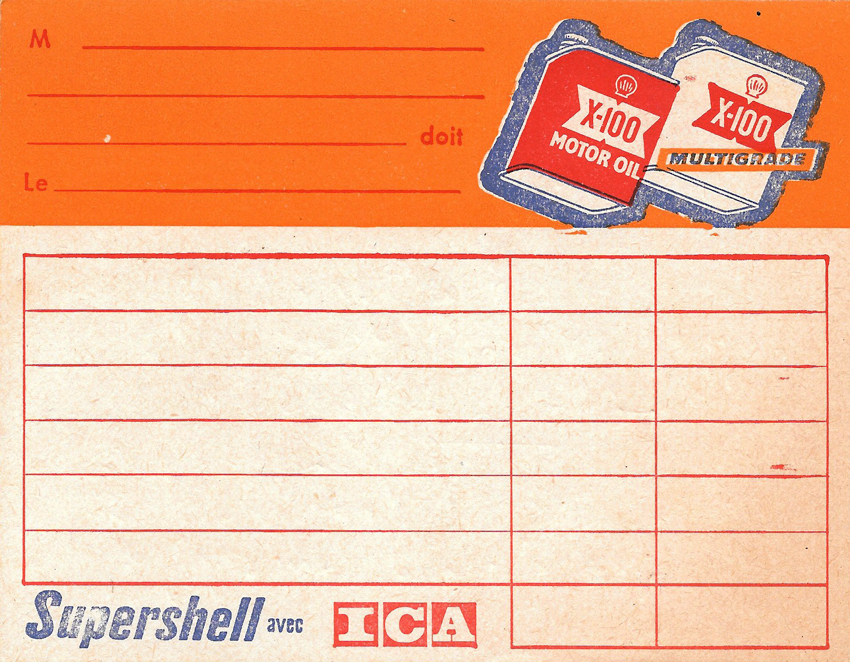 M
doit
Le
X-100
MOTOR OIL
X-100
MULTIGRADE
Supershell avec ICA